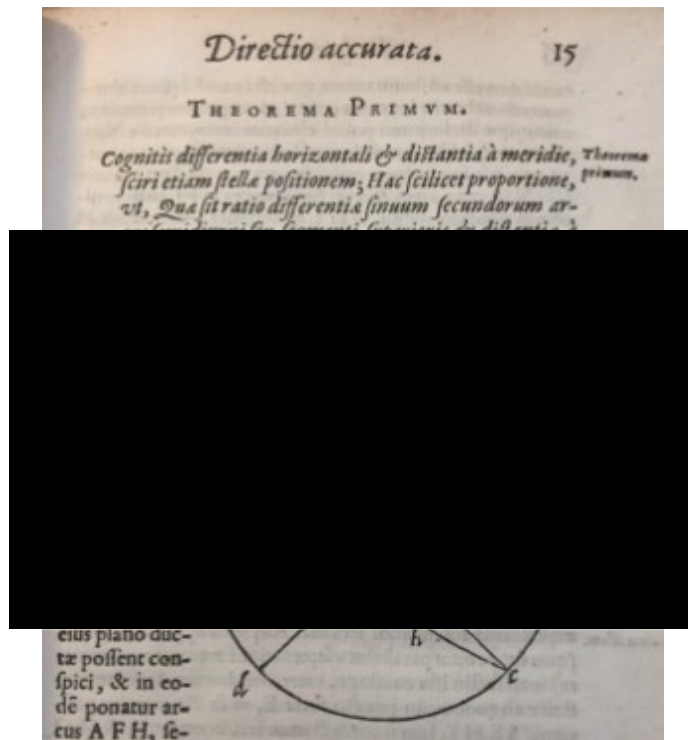 Directio accurata. 15
THEOREMA PRIMVM.
Cognitis differentia horizontali & distantia à meridie,
Theorema
sciri etiam stellæ positionem; Hac scilicet proportione,
primum.
vt, Quæ sit ratio differentiæ sinuum secundorum ar-
eius plano duc-
h
tæ possent con-
c
spici, & in eo-
d
dē ponatur ar-
cus A F H, se-